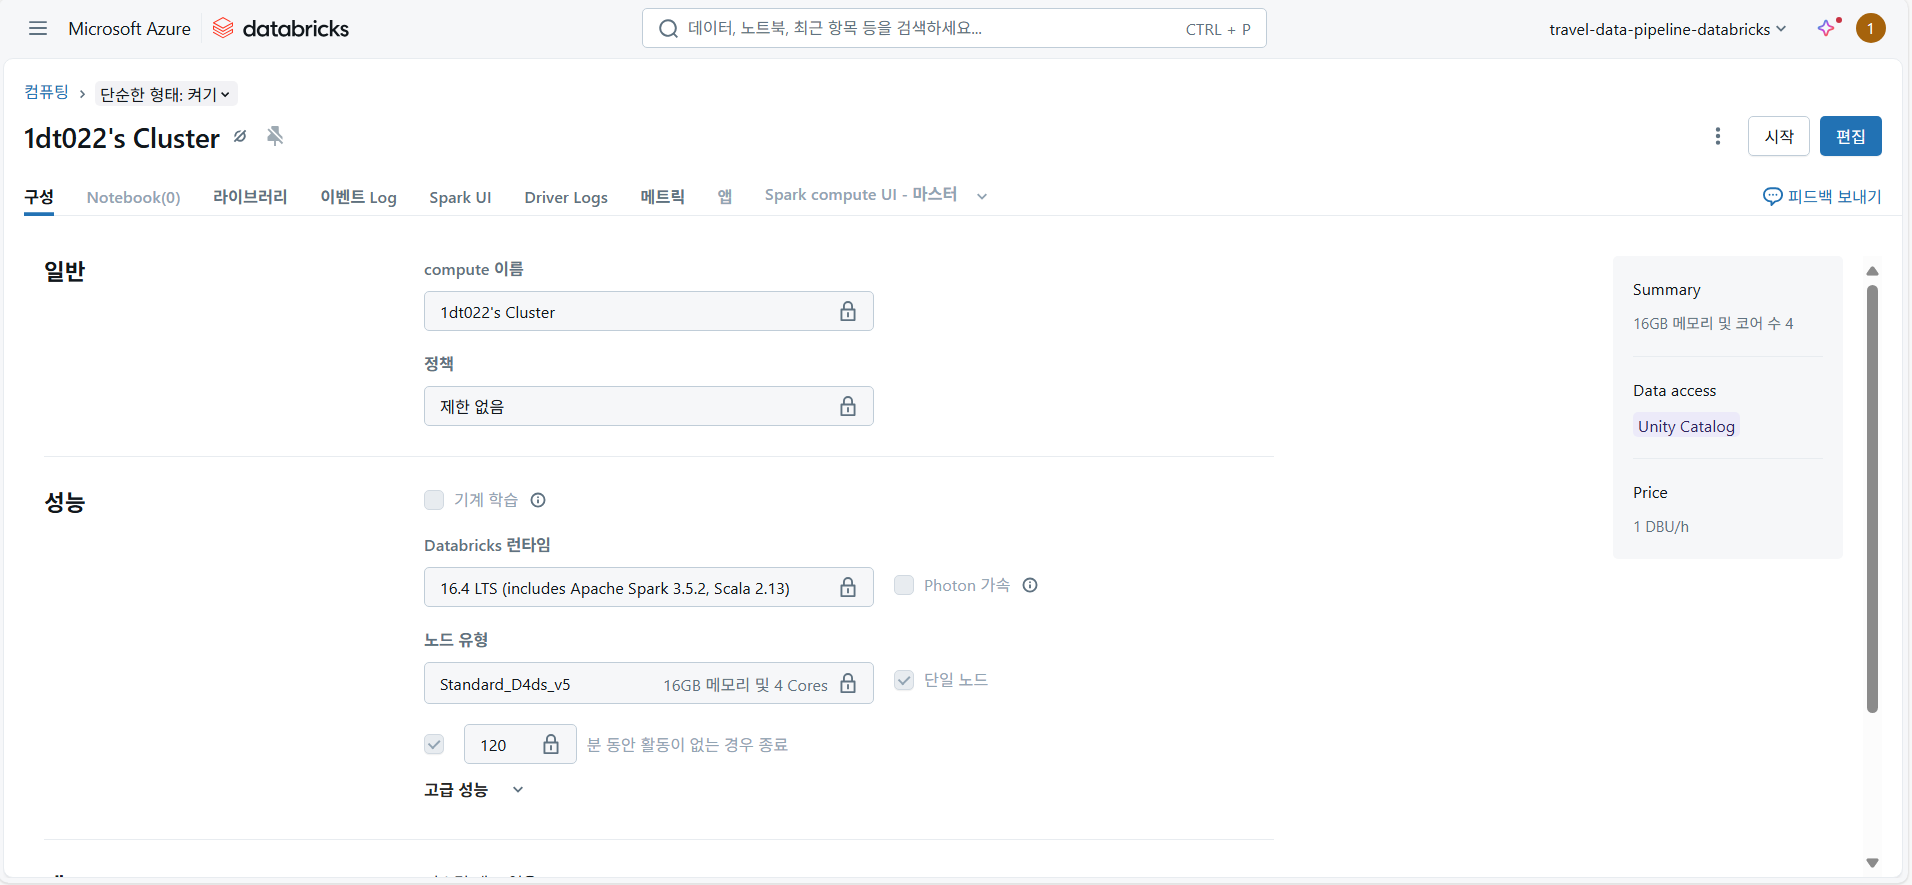 Microsoft Azure databricks 데이터, 노트북, 최근 항목 등을 검색하세요... CTRL + P travel-data-pipeline-databricks 1
컴퓨팅 › 단순한 형태: 켜기
1dt022's Cluster 시작 편집
구성 Notebook(0) 라이브러리 이벤트 Log Spark UI Driver Logs 메트릭 앱 Spark compute UI - 마스터 피드백 보내기
일반
compute 이름
1dt022's Cluster
정책
제한 없음
성능
기계 학습
Databricks 런타임
16.4 LTS (includes Apache Spark 3.5.2, Scala 2.13) Photon 가속
노드 유형
Standard_D4ds_v5 16GB 메모리 및 4 Cores 단일 노드
120 분 동안 활동이 없는 경우 종료
고급 성능
Summary
16GB 메모리 및 코어 수 4
Data access
Unity Catalog
Price
1 DBU/h